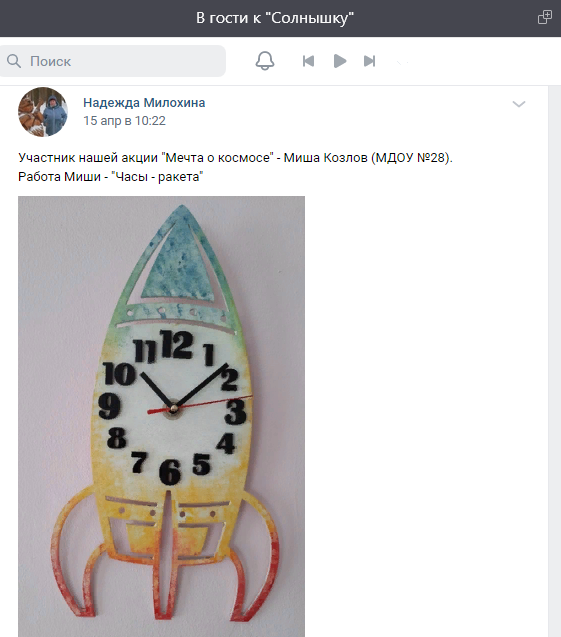 В гости к "Солнышку"
Поиск
Надежда Милохина
15 апр в 10:22
Участник нашей акции "Мечта о космосе" - Миша Козлов (МДОУ №28).
Работа Миши - "Часы - ракета"
12
11 1
10 2
9 3
8 4
7 5
6